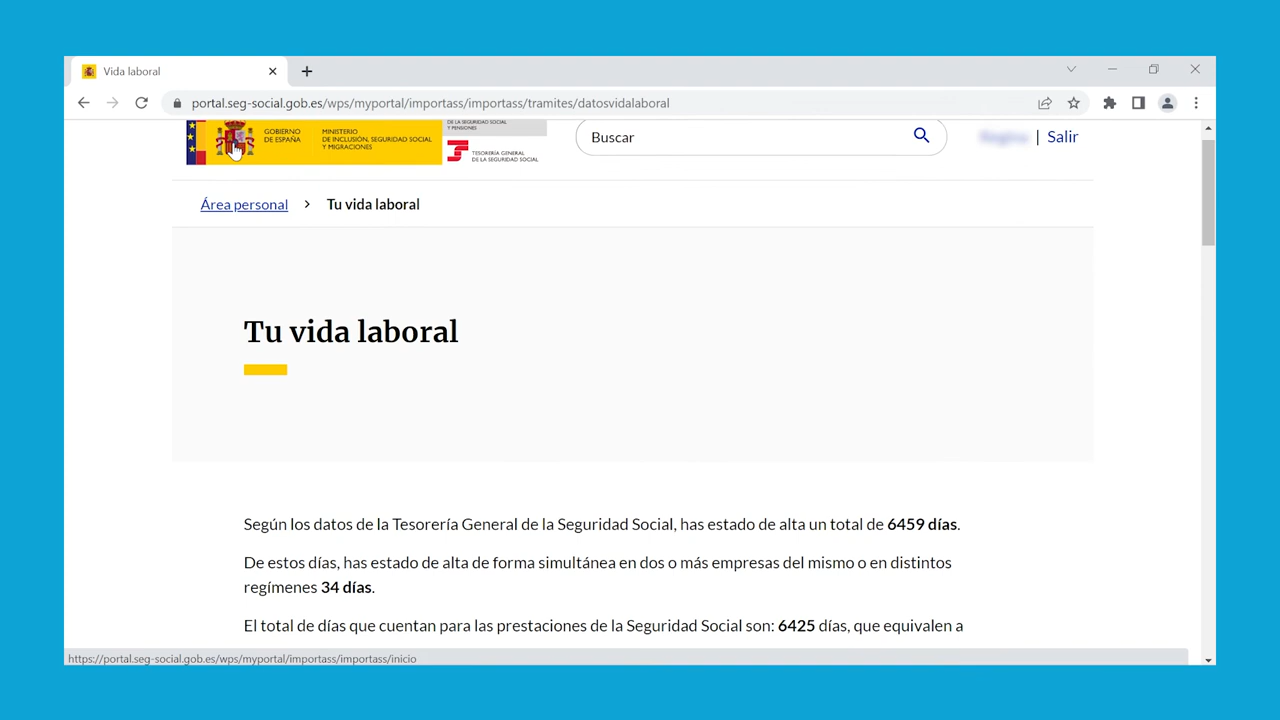 Vida laboral
portal.seg-social.gob.es/wps/myportal/importass/importass/tramites/datosvidalaboral
GOBIERNO
DE ESPAÑA
MINISTERIO
DE INCLUSIÓN, SEGURIDAD SOCIAL
Y MIGRACIONES
DE LA SEGURIDAD SOCIAL
Y PENSIONES
TESORERÍA GENERAL
DE LA SEGURIDAD SOCIAL
Buscar
| Salir
Área personal > Tu vida laboral
Tu vida laboral
Según los datos de la Tesorería General de la Seguridad Social, has estado de alta un total de 6459 días.
De estos días, has estado de alta de forma simultánea en dos o más empresas del mismo o en distintos
regímenes 34 días.
El total de días que cuentan para las prestaciones de la Seguridad Social son: 6425 días, que equivalen a
https://portal.seg-social.gob.es/wps/myportal/importass/importass/inicio